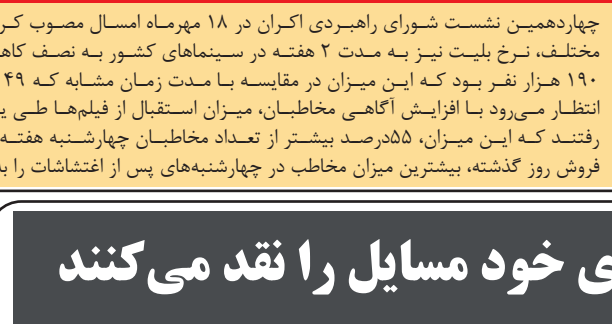 چهاردهمین نشست شورای راهبردی اکران در ۱۸ مهرماه امسال مصوب کر
مختلف، نرخ بلیت نیز به مدت ۲ هفته در سینماهای کشور به نصف کاه
۱۹۰ هزار نفر بود که این میزان در مقایسه با مدت زمان مشابه که ۴۹
انتظار می‌رود با افزایش آگاهی مخاطبان، میزان استقبال از فیلم‌ها طی ی
رفتند که این میزان، ۵۵درصد بیشتر از تعداد مخاطبان چهارشنبه هفته
فروش روز گذشته، بیشترین میزان مخاطب در چهارشنبه‌های پس از اغتشاشات را به
ی خود مسایل را نقد می‌کنند